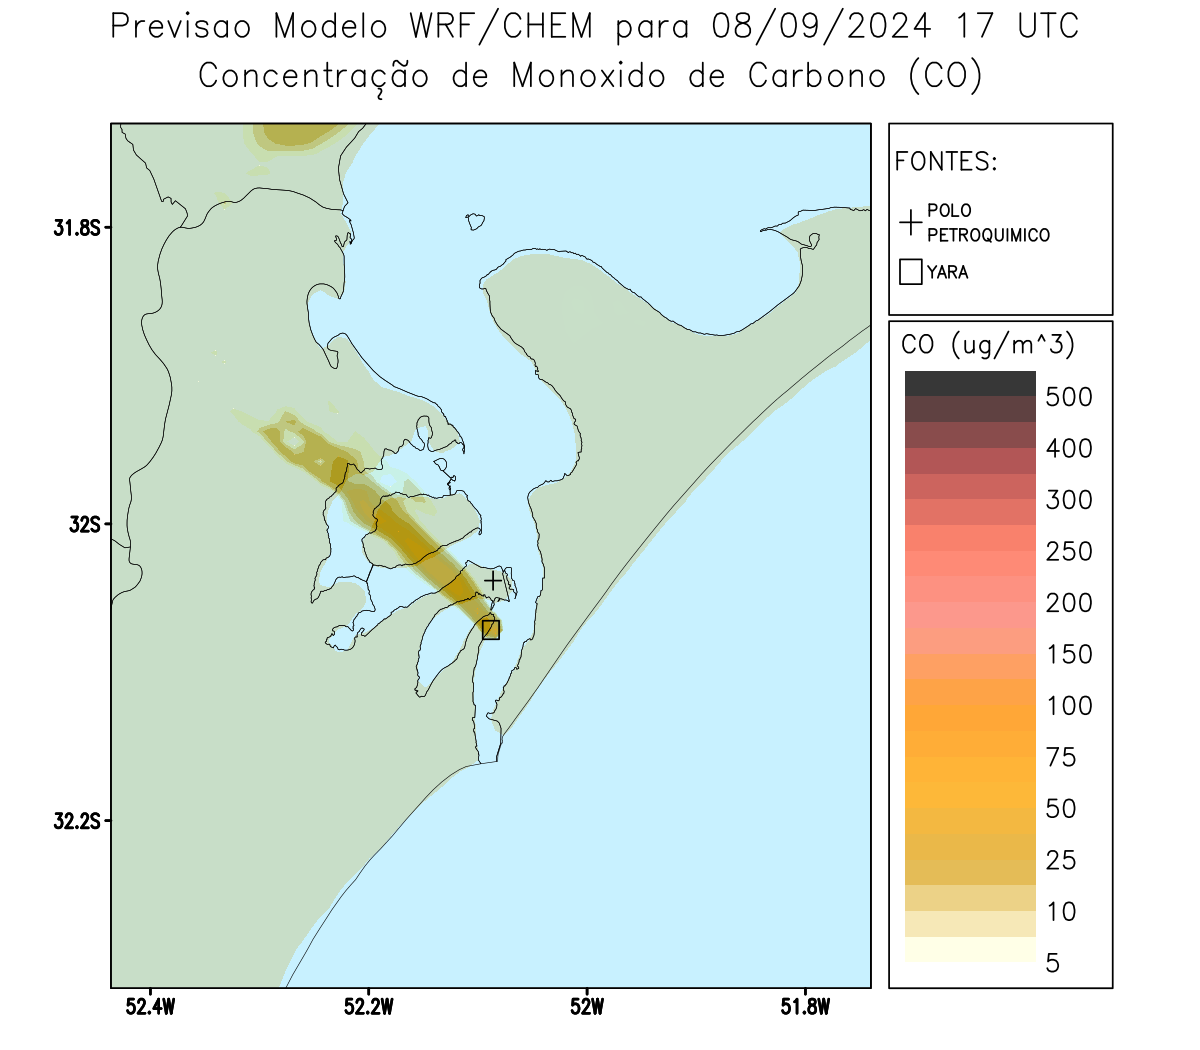 Previsao Modelo WRF/CHEM para 08/09/2024 17 UTC
Concentração de Monoxido de Carbono (CO)
FONTES:
POLO
PETROQUIMICO
YARA
CO (ug/m^3)
500
400
300
250
200
150
100
75
50
25
10
5
31.8S
32S
32.2S
52.4W
52.2W
52W
51.8W